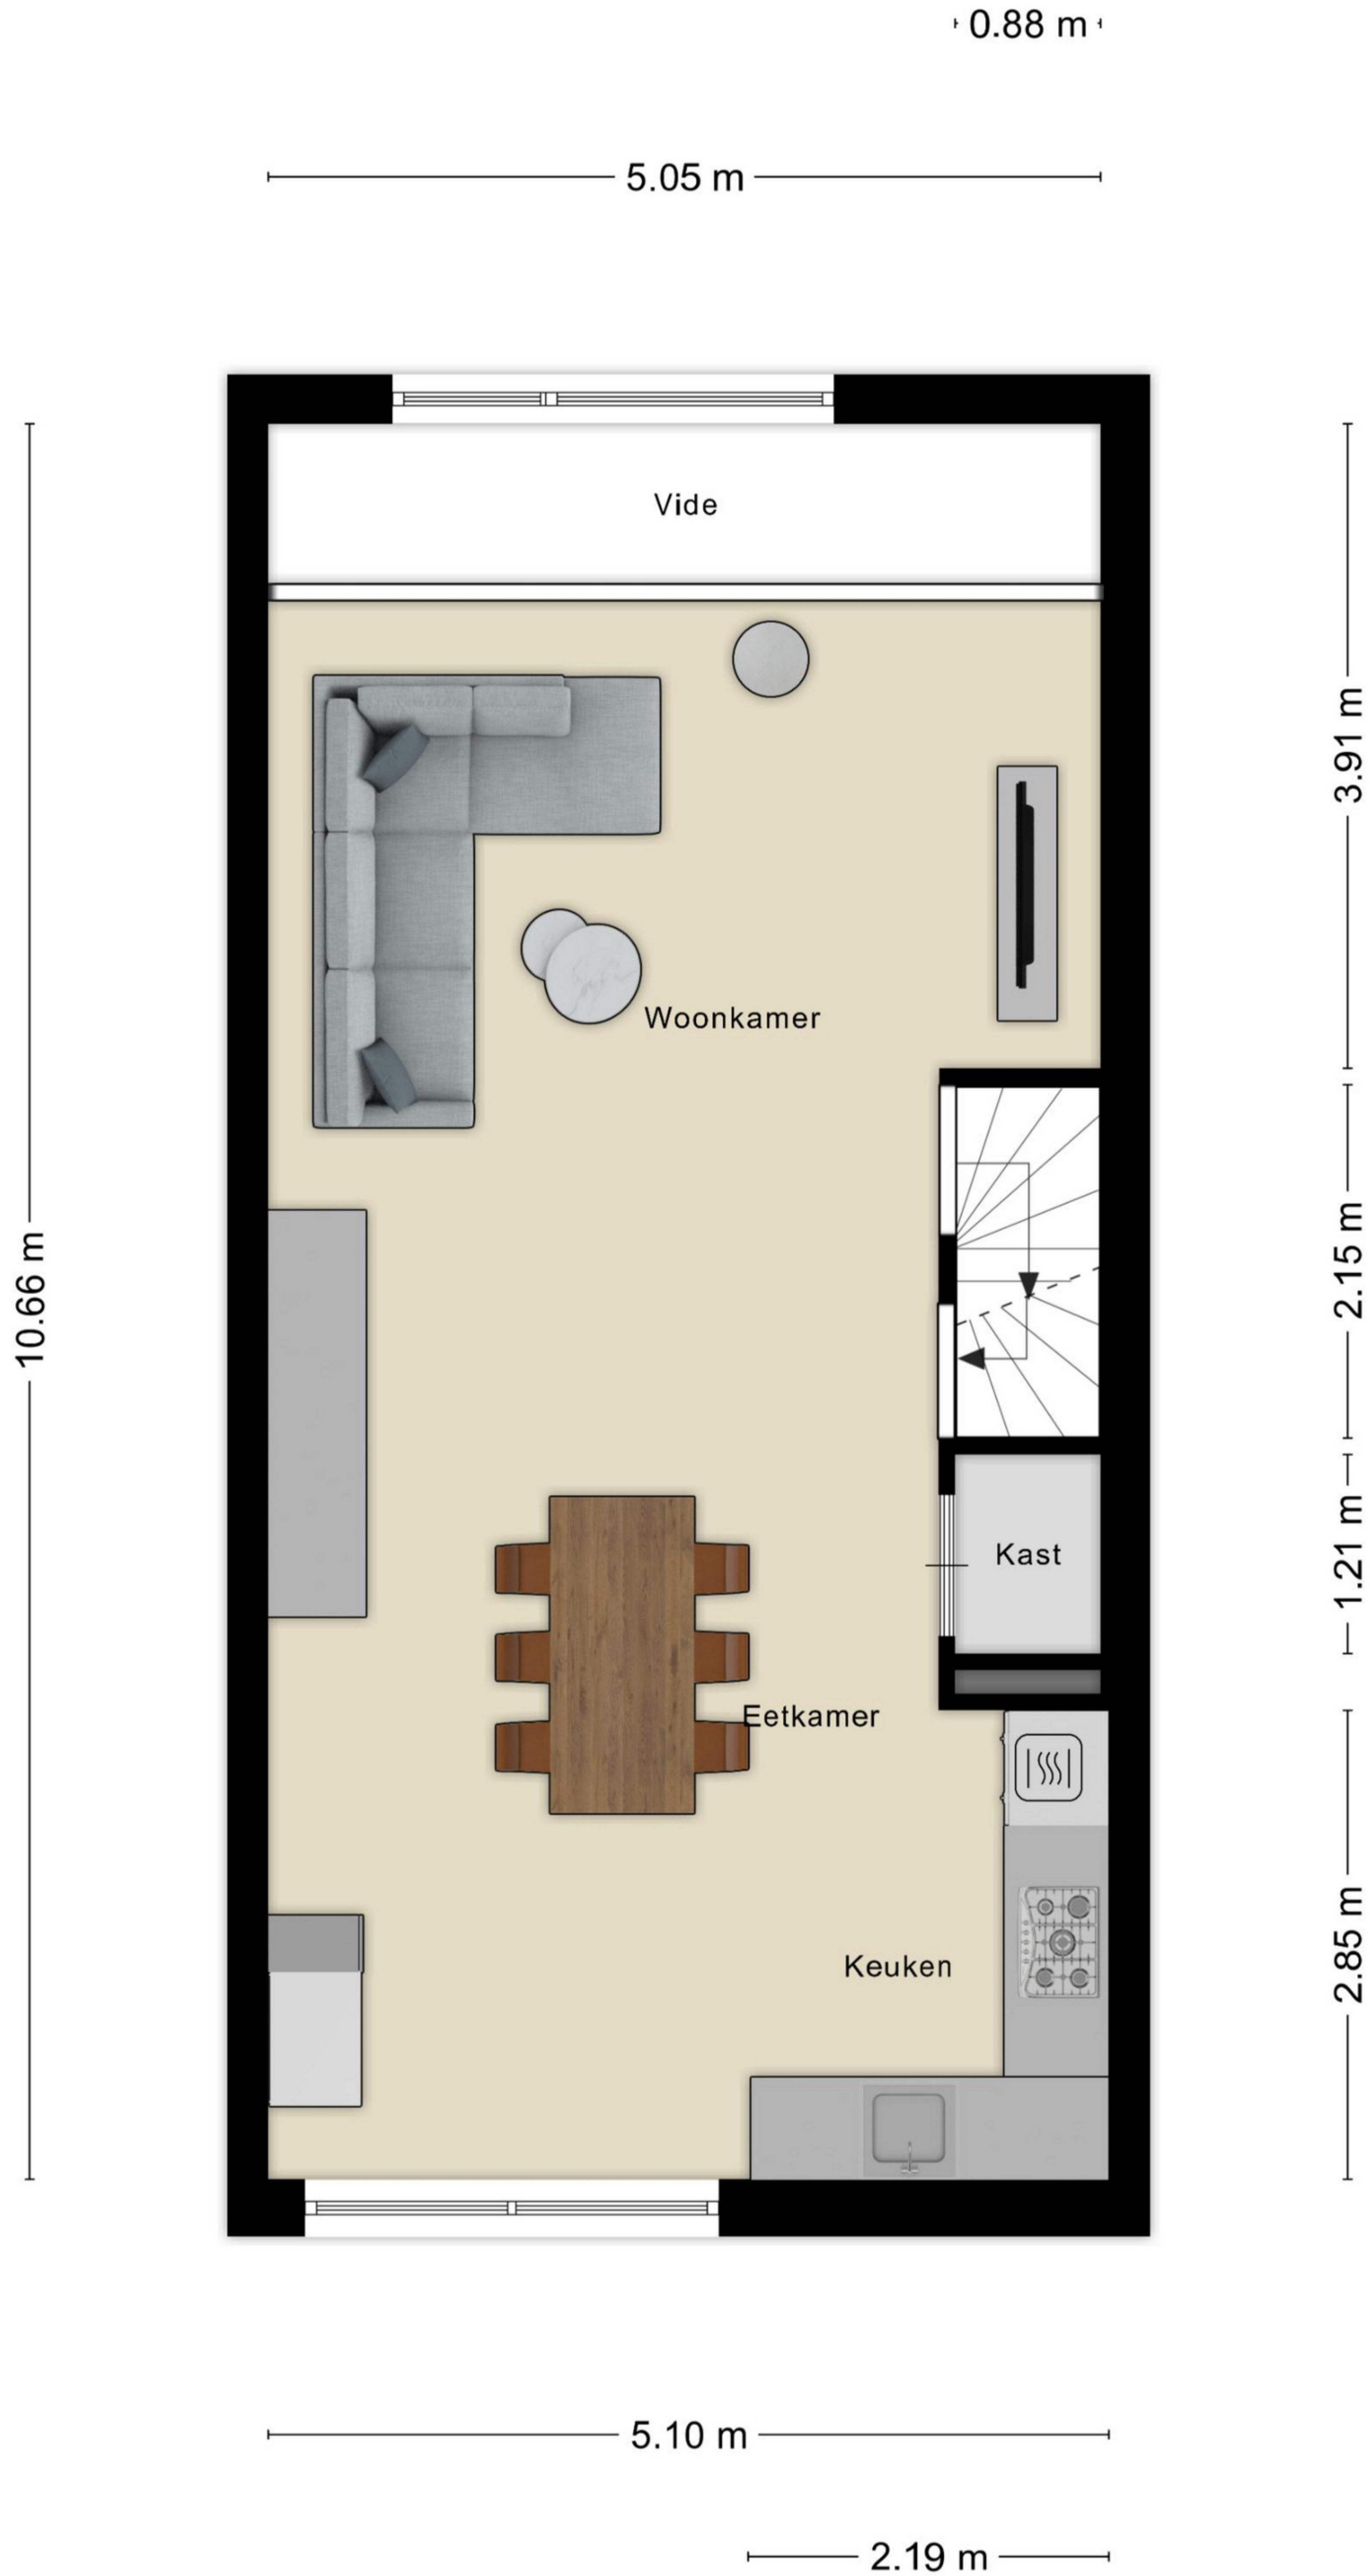 0.88 m
5.05 m
Vide
3.91 m
Woonkamer
10.66 m
2.15 m
Kast
1.21 m
Eetkamer
Keuken
2.85 m
5.10 m
2.19 m